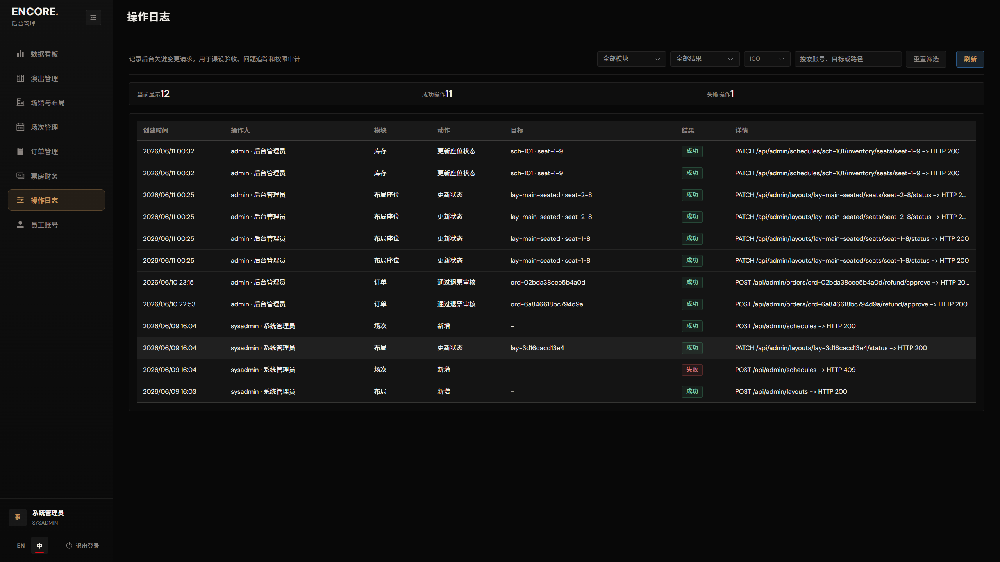 ENCORE.
后台管理
操作日志
数据看板
演出管理
场馆与布局
场次管理
订单管理
票房财务
操作日志
员工账号
系
系统管理员
SYSADMIN
EN 中 退出登录
记录后台关键变更请求，用于课设验收、问题追踪和权限审计
全部模块 全部结果 100 搜索账号、目标或路径 重置筛选 刷新
当前显示12 成功操作11 失败操作1
创建时间 操作人 模块 动作 目标 结果 详情
2026/06/11 00:32 admin · 后台管理员 库存 更新座位状态 sch-101 · seat-1-9 成功 PATCH /api/admin/schedules/sch-101/inventory/seats/seat-1-9 -> HTTP 200
2026/06/11 00:32 admin · 后台管理员 库存 更新座位状态 sch-101 · seat-1-9 成功 PATCH /api/admin/schedules/sch-101/inventory/seats/seat-1-9 -> HTTP 200
2026/06/11 00:25 admin · 后台管理员 布局座位 更新状态 lay-main-seated · seat-2-8 成功 PATCH /api/admin/layouts/lay-main-seated/seats/seat-2-8/status -> HTTP 2...
2026/06/11 00:25 admin · 后台管理员 布局座位 更新状态 lay-main-seated · seat-2-8 成功 PATCH /api/admin/layouts/lay-main-seated/seats/seat-2-8/status -> HTTP 2...
2026/06/11 00:25 admin · 后台管理员 布局座位 更新状态 lay-main-seated · seat-1-8 成功 PATCH /api/admin/layouts/lay-main-seated/seats/seat-1-8/status -> HTTP 200
2026/06/11 00:25 admin · 后台管理员 布局座位 更新状态 lay-main-seated · seat-1-8 成功 PATCH /api/admin/layouts/lay-main-seated/seats/seat-1-8/status -> HTTP 200
2026/06/10 23:15 admin · 后台管理员 订单 通过退票审核 ord-02bda38cee5b4a0d 成功 POST /api/admin/orders/ord-02bda38cee5b4a0d/refund/approve -> HTTP 20...
2026/06/10 22:53 admin · 后台管理员 订单 通过退票审核 ord-6a846618bc794d9a 成功 POST /api/admin/orders/ord-6a846618bc794d9a/refund/approve -> HTTP 200
2026/06/09 16:04 sysadmin · 系统管理员 场次 新增 - 成功 POST /api/admin/schedules -> HTTP 200
2026/06/09 16:04 sysadmin · 系统管理员 布局 更新状态 lay-3d16cacd13e4 成功 PATCH /api/admin/layouts/lay-3d16cacd13e4/status -> HTTP 200
2026/06/09 16:04 sysadmin · 系统管理员 场次 新增 - 失败 POST /api/admin/schedules -> HTTP 409
2026/06/09 16:03 sysadmin · 系统管理员 布局 新增 - 成功 POST /api/admin/layouts -> HTTP 200